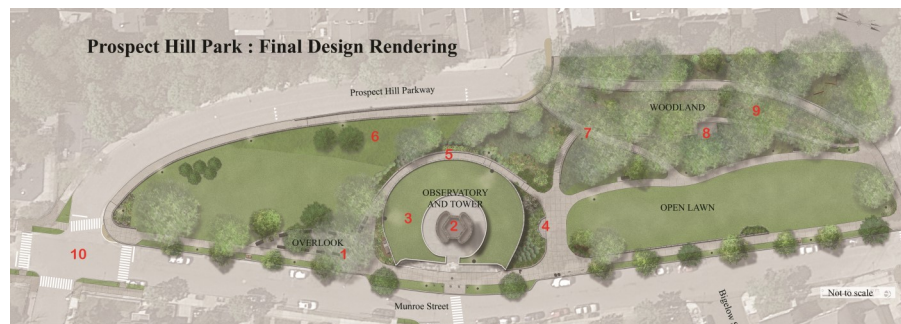 Prospect Hill Park : Final Design Rendering
Prospect Hill Parkway
WOODLAND
9
6
7
8
5
OBSERVATORY
AND TOWER
OPEN LAWN
3
2
4
OVERLOOK
1
10
Munroe Street
Bigelow
Not to scale